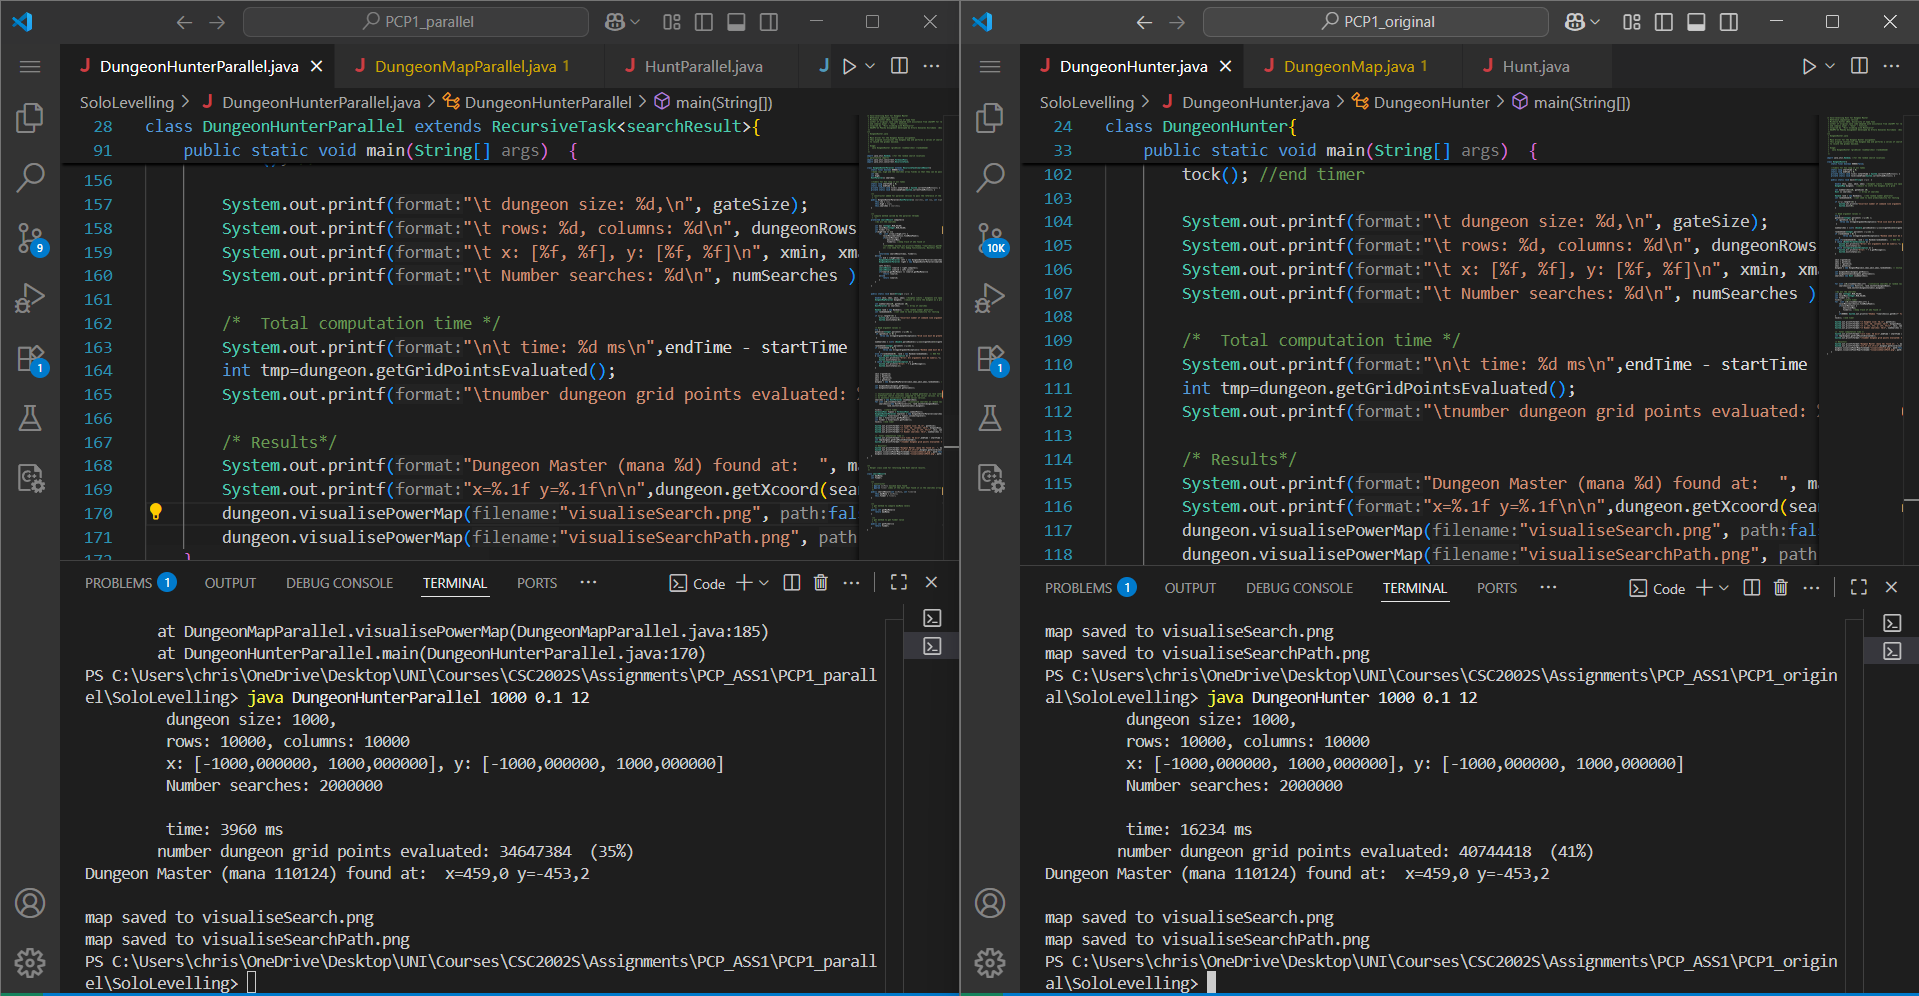 PCP1_parallel
DungeonHunterParallel.java
DungeonMapParallel.java 1
HuntParallel.java
SoloLevelling > DungeonHunterParallel.java > DungeonHunterParallel > main(String[])
28 class DungeonHunterParallel extends RecursiveTask<searchResult>{
91 public static void main(String[] args) {
156
157 System.out.printf(format:"\t dungeon size: %d,\n", gateSize);
158 System.out.printf(format:"\t rows: %d, columns: %d\n", dungeonRows
159 System.out.printf(format:"\t x: [%f, %f], y: [%f, %f]\n", xmin, xma
160 System.out.printf(format:"\t Number searches: %d\n", numSearches )
161
162 /*  Total computation time */
163 System.out.printf(format:"\n\t time: %d ms\n",endTime - startTime
164 int tmp=dungeon.getGridPointsEvaluated();
165 System.out.printf(format:"\tnumber dungeon grid points evaluated:
166
167 /* Results*/
168 System.out.printf(format:"Dungeon Master (mana %d) found at:  ", m
169 System.out.printf(format:"x=%.1f y=%.1f\n\n",dungeon.getXcoord(sea
170 dungeon.visualisePowerMap(filename:"visualiseSearch.png", path:fal
171 dungeon.visualisePowerMap(filename:"visualiseSearchPath.png", path
172 }
9
1
PROBLEMS 1 OUTPUT DEBUG CONSOLE TERMINAL PORTS ··· Code
at DungeonMapParallel.visualisePowerMap(DungeonMapParallel.java:185)
at DungeonHunterParallel.main(DungeonHunterParallel.java:170)
PS C:\Users\chris\OneDrive\Desktop\UNI\Courses\CSC2002S\Assignments\PCP_ASS1\PCP1_parall
el\SoloLevelling> java DungeonHunterParallel 1000 0.1 12
dungeon size: 1000,
rows: 10000, columns: 10000
x: [-1000,000000, 1000,000000], y: [-1000,000000, 1000,000000]
Number searches: 2000000
time: 3960 ms
number dungeon grid points evaluated: 34647384  (35%)
Dungeon Master (mana 110124) found at:  x=459,0 y=-453,2
map saved to visualiseSearch.png
map saved to visualiseSearchPath.png
PS C:\Users\chris\OneDrive\Desktop\UNI\Courses\CSC2002S\Assignments\PCP_ASS1\PCP1_parall
el\SoloLevelling>
PCP1_original
DungeonHunter.java
DungeonMap.java 1
Hunt.java
SoloLevelling > DungeonHunter.java > DungeonHunter > main(String[])
24 class DungeonHunter{
33 public static void main(String[] args) {
102 tock(); //end timer
103
104 System.out.printf(format:"\t dungeon size: %d,\n", gateSize);
105 System.out.printf(format:"\t rows: %d, columns: %d\n", dungeonRows
106 System.out.printf(format:"\t x: [%f, %f], y: [%f, %f]\n", xmin, xma
107 System.out.printf(format:"\t Number searches: %d\n", numSearches )
108
109 /*  Total computation time */
110 System.out.printf(format:"\n\t time: %d ms\n",endTime - startTime
111 int tmp=dungeon.getGridPointsEvaluated();
112 System.out.printf(format:"\tnumber dungeon grid points evaluated:
113
114 /* Results*/
115 System.out.printf(format:"Dungeon Master (mana %d) found at:  ", m
116 System.out.printf(format:"x=%.1f y=%.1f\n\n",dungeon.getXcoord(sea
117 dungeon.visualisePowerMap(filename:"visualiseSearch.png", path:fal
118 dungeon.visualisePowerMap(filename:"visualiseSearchPath.png", path
10K
1
PROBLEMS 1 OUTPUT DEBUG CONSOLE TERMINAL PORTS ··· Code
map saved to visualiseSearch.png
map saved to visualiseSearchPath.png
PS C:\Users\chris\OneDrive\Desktop\UNI\Courses\CSC2002S\Assignments\PCP_ASS1\PCP1_origin
al\SoloLevelling> java DungeonHunter 1000 0.1 12
dungeon size: 1000,
rows: 10000, columns: 10000
x: [-1000,000000, 1000,000000], y: [-1000,000000, 1000,000000]
Number searches: 2000000
time: 16234 ms
number dungeon grid points evaluated: 40744418  (41%)
Dungeon Master (mana 110124) found at:  x=459,0 y=-453,2
map saved to visualiseSearch.png
map saved to visualiseSearchPath.png
PS C:\Users\chris\OneDrive\Desktop\UNI\Courses\CSC2002S\Assignments\PCP_ASS1\PCP1_origin
al\SoloLevelling>